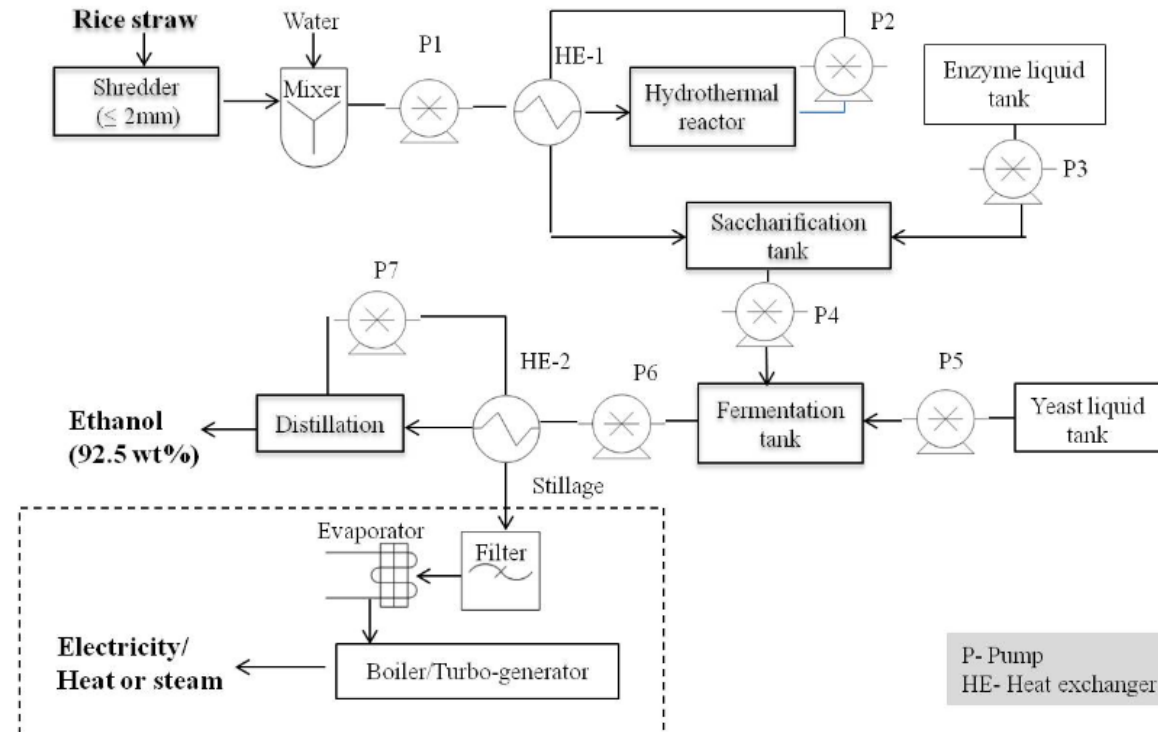 Rice straw
Water
P1
P2
HE-1
Shredder
(≤ 2mm)
Mixer
Hydrothermal
reactor
Enzyme liquid
tank
P3
Saccharification
tank
P7
P4
HE-2
P6
P5
Ethanol
(92.5 wt%)
Distillation
Fermentation
tank
Yeast liquid
tank
Stillage
Evaporator
Filter
Electricity/
Heat or steam
Boiler/Turbo-generator
P- Pump
HE- Heat exchanger